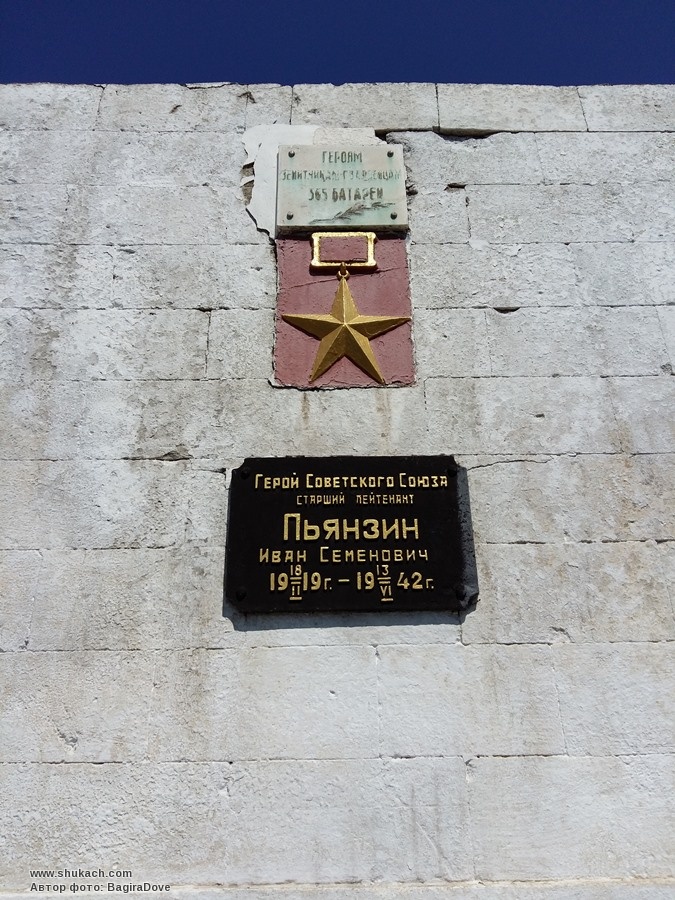 ГЕРОЯМ
ЗЕНИТЧИКАМ-ГВАРДЕЙЦАМ
365 БАТАРЕИ
ГЕРОЙ СОВЕТСКОГО СОЮЗА
СТАРШИЙ ЛЕЙТЕНАНТ
ПЬЯНЗИН
ИВАН СЕМЕНОВИЧ
19 18/II 19г. – 19 13/VI 42г.
www.shukach.com
Автор фото: BagiraDove